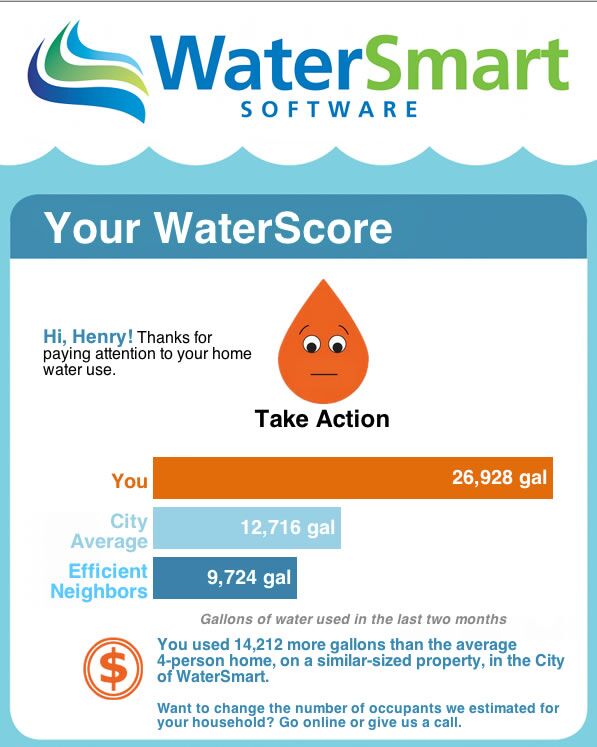 WaterSmart
SOFTWARE
Your WaterScore
Hi, Henry! Thanks for
paying attention to your home
water use.
Take Action
You
26,928 gal
City
Average
12,716 gal
Efficient
Neighbors
9,724 gal
Gallons of water used in the last two months
$
You used 14,212 more gallons than the average
4-person home, on a similar-sized property, in the City
of WaterSmart.
Want to change the number of occupants we estimated for
your household? Go online or give us a call.